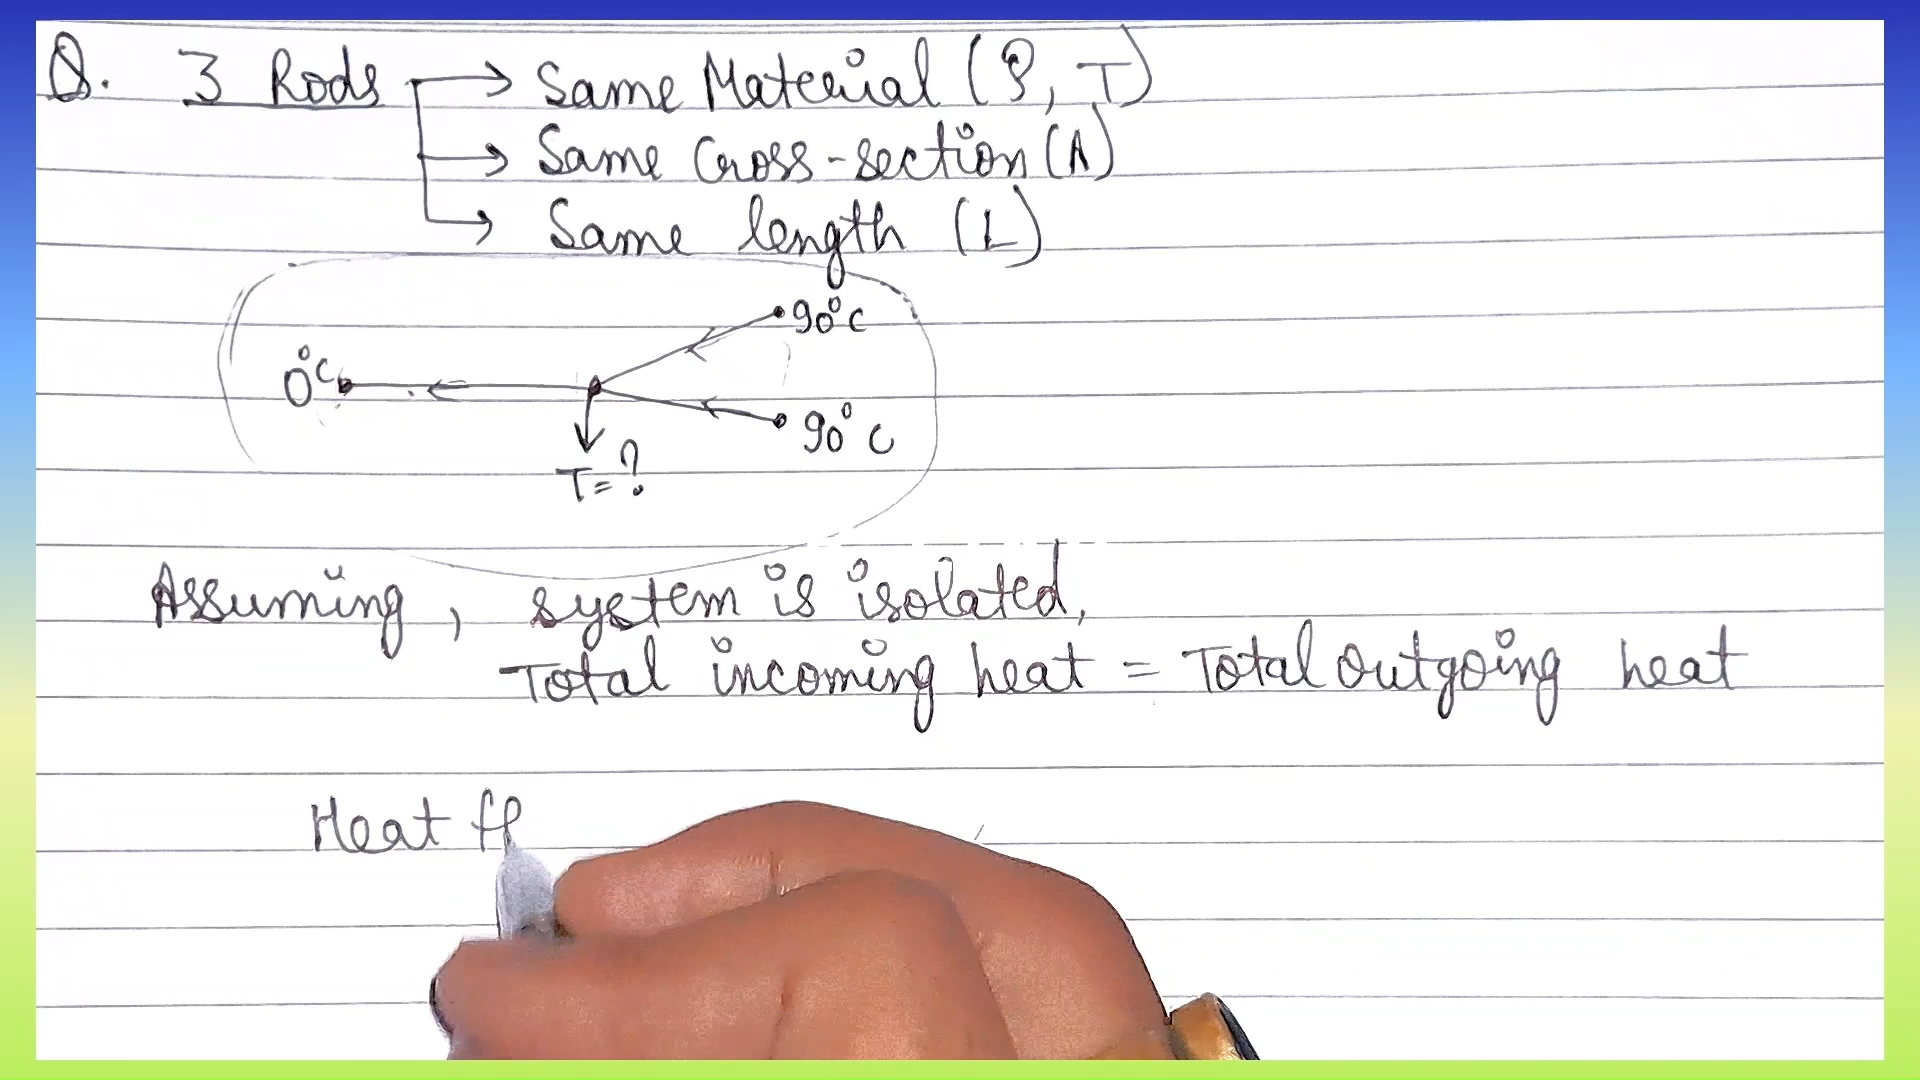 Q. 3 Rods → Same Material (ρ, T)
→ Same Cross-section (A)
→ Same length (L)
90°C
0°C
90°C
T=?
Assuming, system is isolated,
Total incoming heat = Total outgoing heat
Heat fl